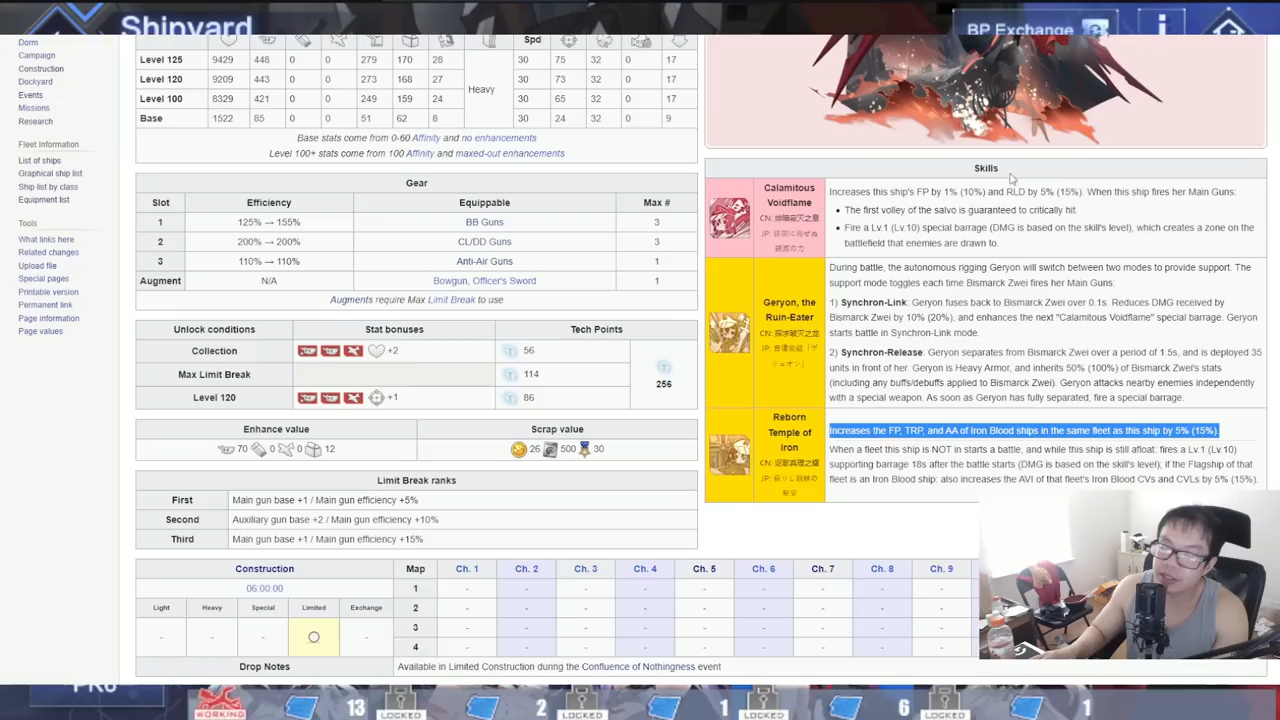 Shipyard
BP Exchange
Dorm
Campaign
Construction
Dockyard
Events
Missions
Research
Fleet information
List of ships
Graphical ship list
Ship list by class
Equipment list
Tools
What links here
Related changes
Upload file
Special pages
Printable version
Permanent link
Page information
Page values
Spd
Level 125 9429 448 0 0 279 170 28 30 75 32 0 17
Level 120 9209 443 0 0 273 168 27 Heavy 30 73 32 0 17
Level 100 8329 421 0 0 249 159 24 30 65 32 0 17
Base 1522 85 0 0 51 62 8 30 24 32 0 9
Base stats come from 0-60 Affinity and no enhancements
Level 100+ stats come from 100 Affinity and maxed-out enhancements
Gear
Slot Efficiency Equippable Max #
1 125% → 155% BB Guns 3
2 200% → 200% CL/DD Guns 3
3 110% → 110% Anti-Air Guns 1
Augment N/A Bowgun, Officer's Sword 1
Augments require Max Limit Break to use
Unlock conditions Stat bonuses Tech Points
Collection +2 56
Max Limit Break 114 256
Level 120 +1 86
Enhance value Scrap value
70 0 0 12 26 500 30
Limit Break ranks
First Main gun base +1 / Main gun efficiency +5%
Second Auxiliary gun base +2 / Main gun efficiency +10%
Third Main gun base +1 / Main gun efficiency +15%
Construction Map Ch. 1 Ch. 2 Ch. 3 Ch. 4 Ch. 5 Ch. 6 Ch. 7 Ch. 8 Ch. 9
06:00:00 1 - - - - - - - - -
Light Heavy Special Limited Exchange 2 - - - - - - - - -
- - - - 3 - - - - - - - - -
4 - - - - - - - - -
Drop Notes Available in Limited Construction during the Confluence of Nothingness event
Skills
Calamitous Voidflame
Increases this ship's FP by 1% (10%) and RLD by 5% (15%). When this ship fires her Main Guns:
• The first volley of the salvo is guaranteed to critically hit.
• Fire a Lv.1 (Lv.10) special barrage (DMG is based on the skill's level), which creates a zone on the
battlefield that enemies are drawn to.
Geryon, the Ruin-Eater
During battle, the autonomous rigging Geryon will switch between two modes to provide support. The
support mode toggles each time Bismarck Zwei fires her Main Guns:
1) Synchron-Link: Geryon fuses back to Bismarck Zwei over 0.1s. Reduces DMG received by
Bismarck Zwei by 10% (20%), and enhances the next "Calamitous Voidflame" special barrage. Geryon
starts battle in Synchron-Link mode.
2) Synchron-Release: Geryon separates from Bismarck Zwei over a period of 1.5s, and is deployed 35
units in front of her. Geryon is Heavy Armor, and inherits 50% (100%) of Bismarck Zwei's stats
(including any buffs/debuffs applied to Bismarck Zwei). Geryon attacks nearby enemies independently
with a special weapon. As soon as Geryon has fully separated, fire a special barrage.
Reborn Temple of Iron
Increases the FP, TRP, and AA of Iron Blood ships in the same fleet as this ship by 5% (15%).
When a fleet this ship is NOT in starts a battle, and while this ship is still afloat: fires a Lv.1 (Lv.10)
supporting barrage 18s after the battle starts (DMG is based on the skill's level); if the Flagship of that
fleet is an Iron Blood ship: also increases the AVI of that fleet's Iron Blood CVs and CVLs by 5% (15%).
WORKING 13 LOCKED 2 LOCKED 1 LOCKED 6 LOCKED 1